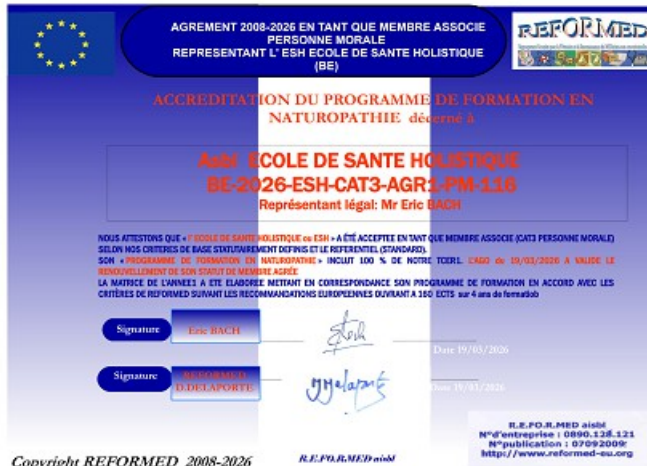 AGREMENT 2008-2026 EN TANT QUE MEMBRE ASSOCIE
PERSONNE MORALE
REPRESENTANT L' ESH ECOLE DE SANTE HOLISTIQUE
(BE)
REFORMED
ACCREDITATION DU PROGRAMME DE FORMATION EN
NATUROPATHIE décerné à
Asbl ECOLE DE SANTE HOLISTIQUE
BE-2026-ESH-CAT3-AGR1-PM-116
Représentant légal: Mr Eric BACH
NOUS ATTESTONS QUE « l' ECOLE DE SANTE HOLISTIQUE ou ESH » A ÉTÉ ACCEPTEE EN TANT QUE MEMBRE ASSOCIE (CAT3 PERSONNE MORALE)
SELON NOS CRITERES DE BASE STATUTAIREMENT DEFINIS ET LE REFERENTIEL (STANDARD).
SON « PROGRAMME DE FORMATION EN NATUROPATHIE » INCLUT 100 % DE NOTRE TCER1. L'AGO du 19/03/2026 A VALIDE LE
RENOUVELLEMENT DE SON STATUT DE MEMBRE AGRÉE
LA MATRICE DE L'ANNEE1 A ETE ELABOREE METTANT EN CORRESPONDANCE SON PROGRAMME DE FORMATION EN ACCORD AVEC LES
CRITÈRES DE REFORMED SUIVANT LES RECOMMANDATIONS EUROPEENNES OUVRANT A 160 ECTS sur 4 ans de formatiob
Signature
Eric BACH
Date 19/03/2026
Signature
REFORMED
D.DELAPORTE
Date 19/03/2026
R.E.FO.R.MED aisbl
N°d'entreprise : 0890.128.121
N°publication : 07092009
http://www.reformed-eu.org
Copyright REFORMED 2008-2026
R.E.FO.R.MED aisbl